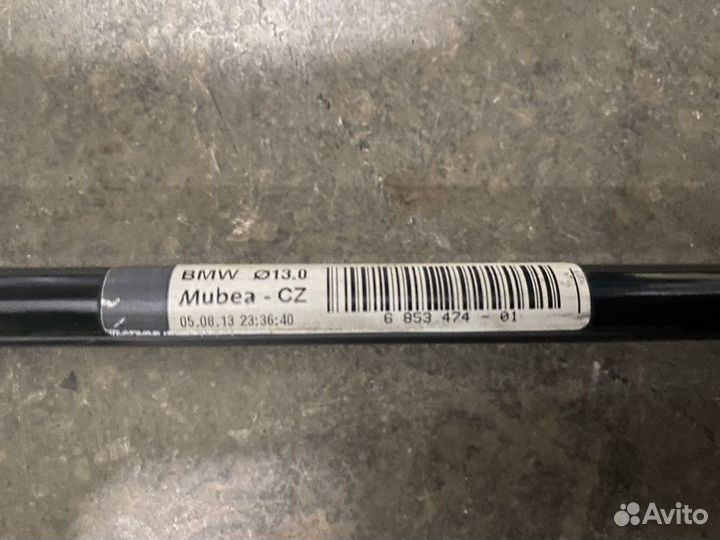 BMW Ø13.0
Mubea - CZ
05.08.13 23:36:40
6 853 474 - 01
Avito